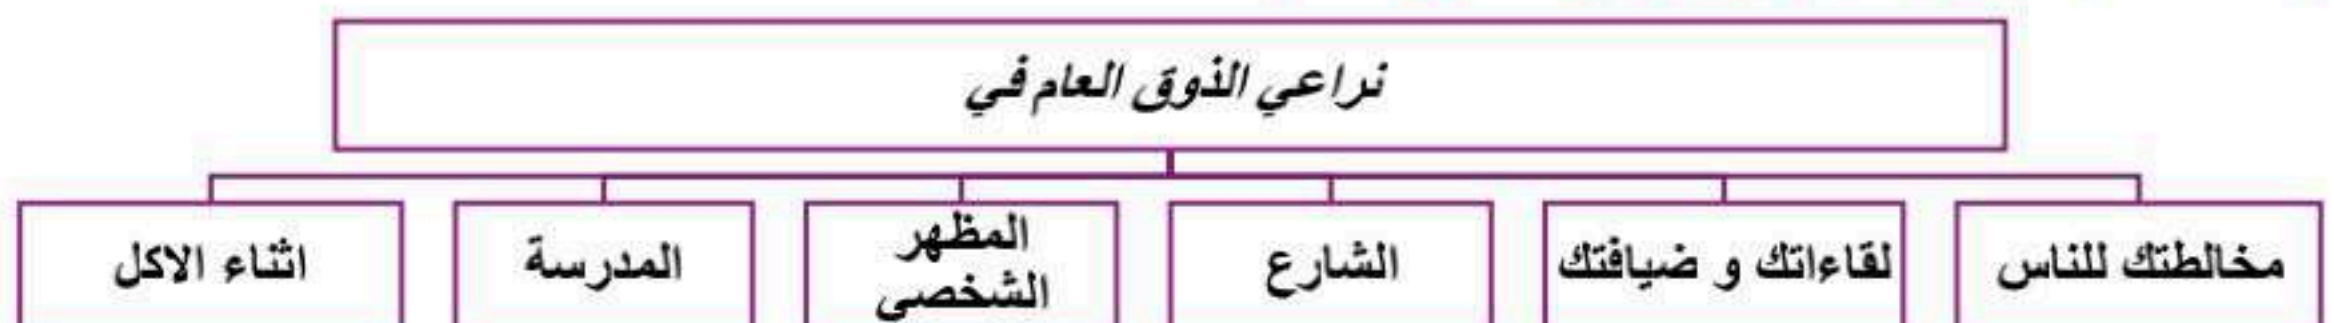 نراعي الذوق العام في
مخالطتك للناس
لقاءاتك و ضيافتك
الشارع
المظهر
الشخصي
المدرسة
اثناء الاكل